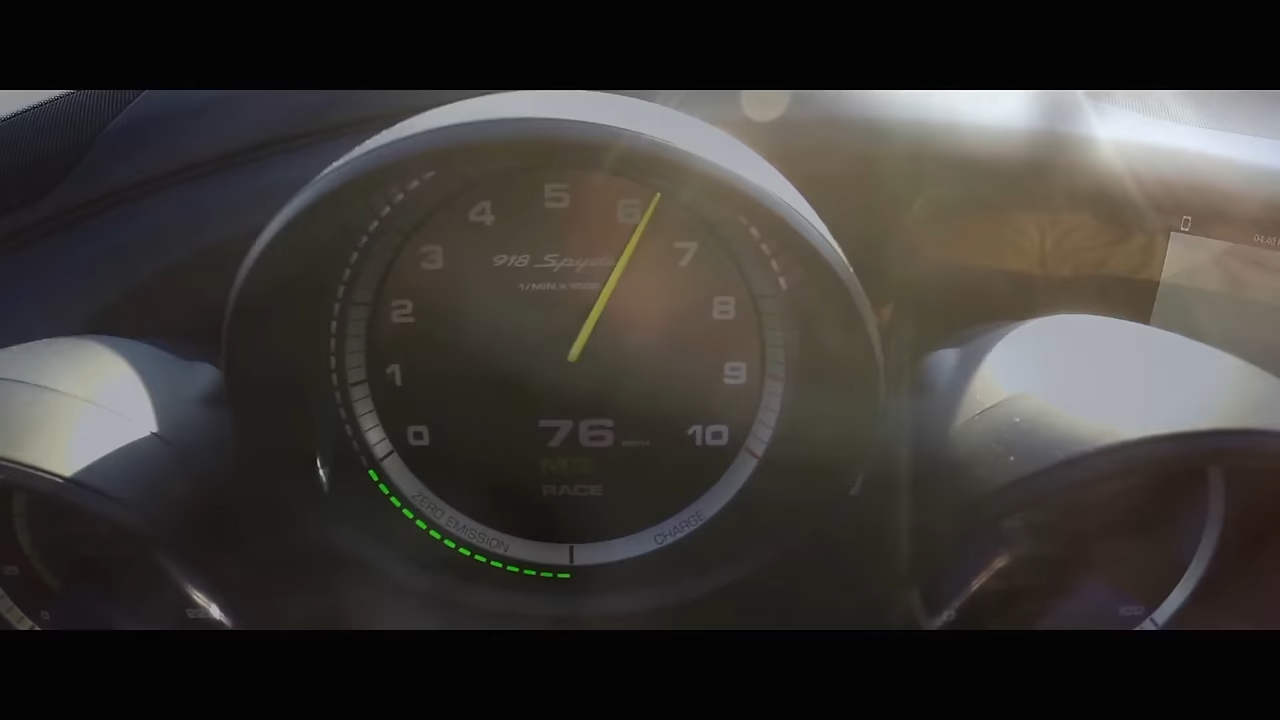 5
4
6
3
7
918 Spyder
1/MIN X 1000
2
8
1
9
0
76
10
RACE
ZERO EMISSION
CHARGE